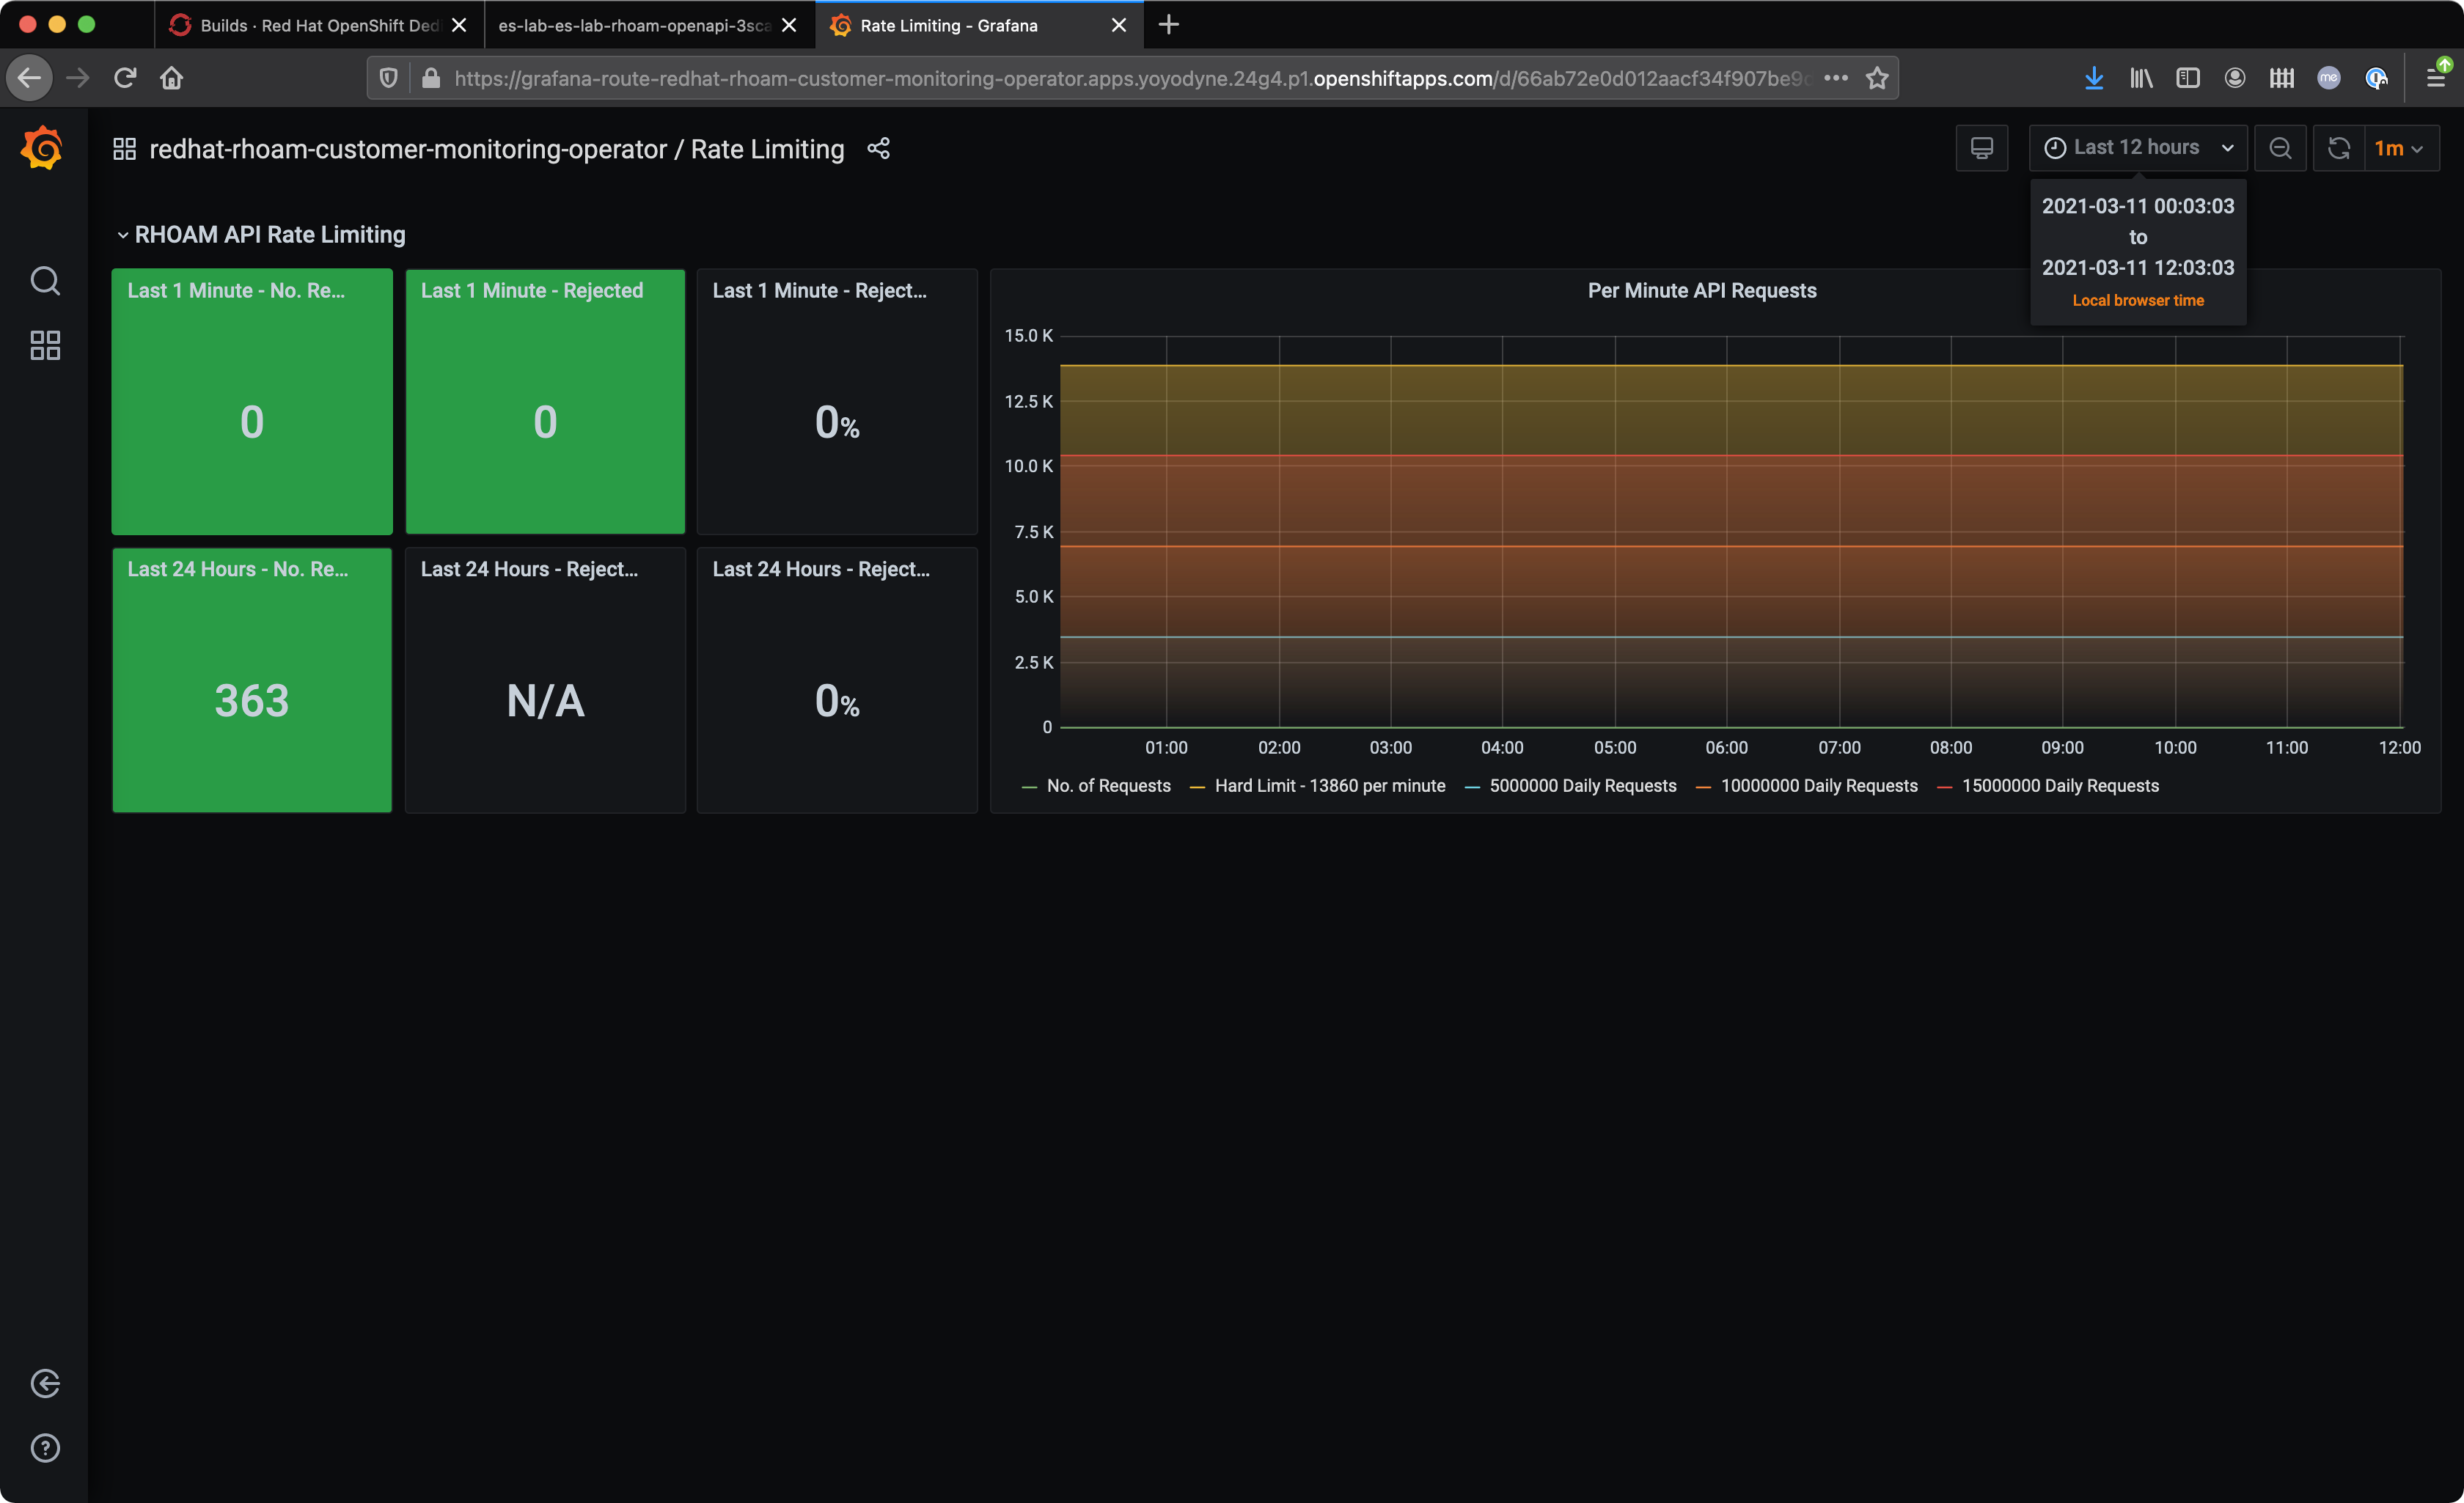 Builds · Red Hat OpenShift Ded
es-lab-es-lab-rhoam-openapi-3sca
Rate Limiting - Grafana
https://grafana-route-redhat-rhoam-customer-monitoring-operator.apps.yoyodyne.24g4.p1.openshiftapps.com/d/66ab72e0d012aacf34f907be9c
me
redhat-rhoam-customer-monitoring-operator / Rate Limiting
Last 12 hours
1m
2021-03-11 00:03:03
to
2021-03-11 12:03:03
Local browser time
RHOAM API Rate Limiting
Last 1 Minute - No. Re...
0
Last 1 Minute - Rejected
0
Last 1 Minute - Reject...
0%
Last 24 Hours - No. Re...
363
Last 24 Hours - Reject...
N/A
Last 24 Hours - Reject...
0%
Per Minute API Requests
15.0 K
12.5 K
10.0 K
7.5 K
5.0 K
2.5 K
0
01:00 02:00 03:00 04:00 05:00 06:00 07:00 08:00 09:00 10:00 11:00 12:00
No. of Requests Hard Limit - 13860 per minute 5000000 Daily Requests 10000000 Daily Requests 15000000 Daily Requests